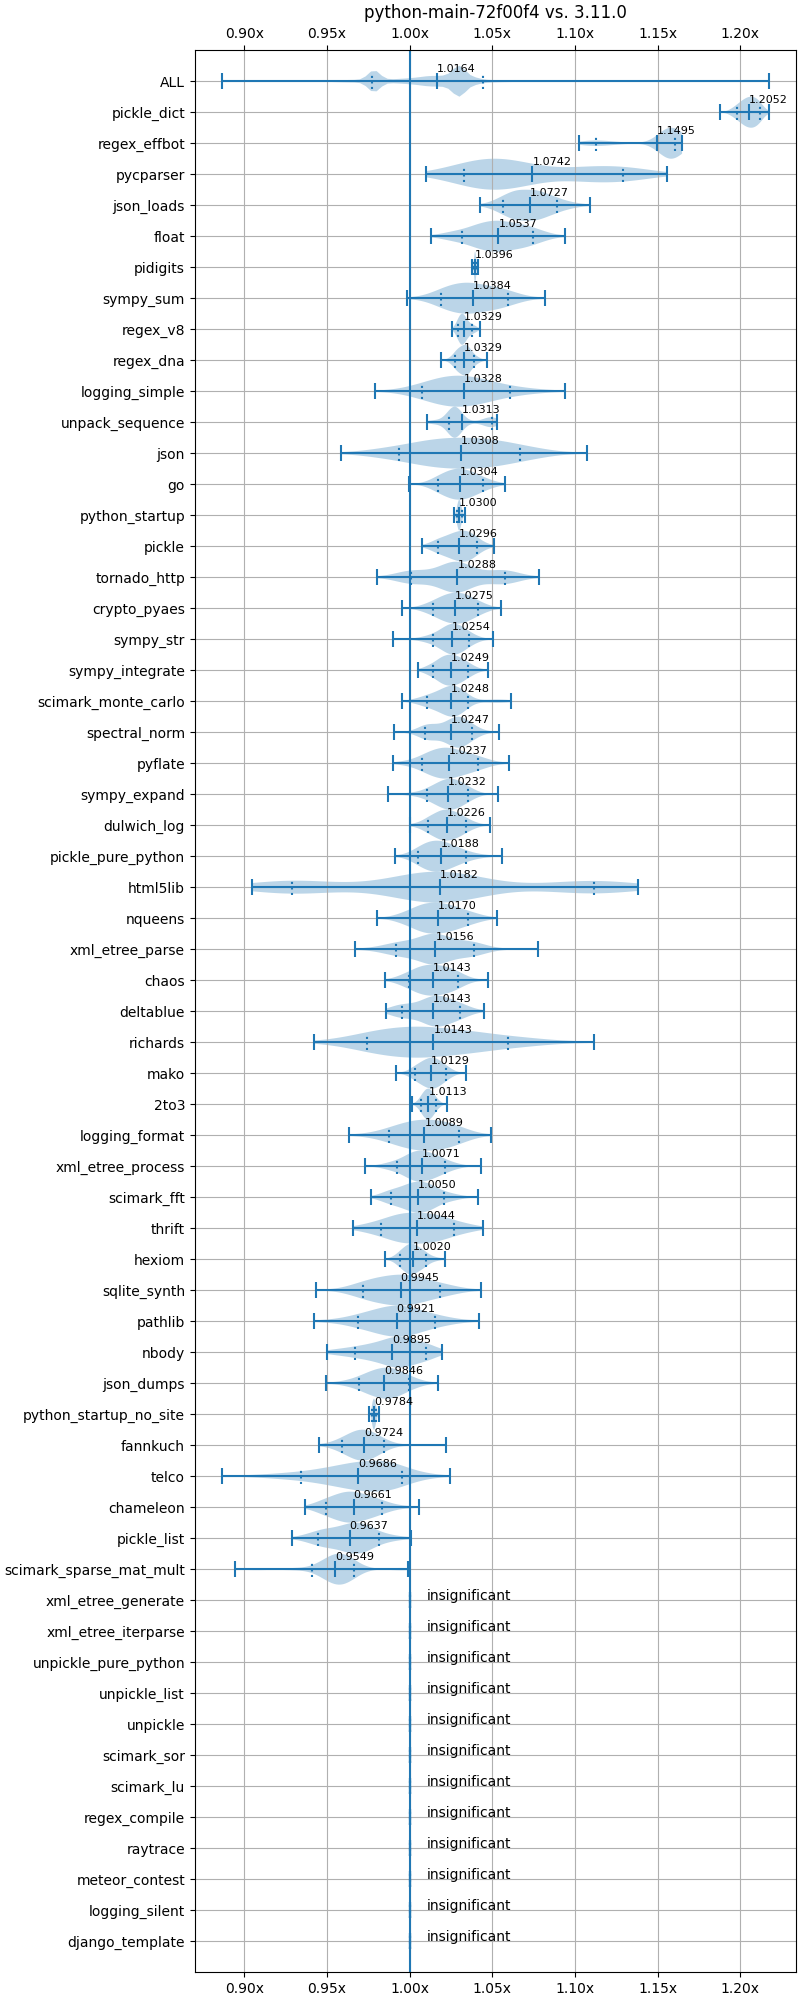 python-main-72f00f4 vs. 3.11.0
0.90x 0.95x 1.00x 1.05x 1.10x 1.15x 1.20x
ALL 1.0164
pickle_dict 1.2052
regex_effbot 1.1495
pycparser 1.0742
json_loads 1.0727
float 1.0537
pidigits 1.0396
sympy_sum 1.0384
regex_v8 1.0329
regex_dna 1.0329
logging_simple 1.0328
unpack_sequence 1.0313
json 1.0308
go 1.0304
python_startup 1.0300
pickle 1.0296
tornado_http 1.0288
crypto_pyaes 1.0275
sympy_str 1.0254
sympy_integrate 1.0249
scimark_monte_carlo 1.0248
spectral_norm 1.0247
pyflate 1.0237
sympy_expand 1.0232
dulwich_log 1.0226
pickle_pure_python 1.0188
html5lib 1.0182
nqueens 1.0170
xml_etree_parse 1.0156
chaos 1.0143
deltablue 1.0143
richards 1.0143
mako 1.0129
2to3 1.0113
logging_format 1.0089
xml_etree_process 1.0071
scimark_fft 1.0050
thrift 1.0044
hexiom 1.0020
sqlite_synth 0.9945
pathlib 0.9921
nbody 0.9895
json_dumps 0.9846
python_startup_no_site 0.9784
fannkuch 0.9724
telco 0.9686
chameleon 0.9661
pickle_list 0.9637
scimark_sparse_mat_mult 0.9549
xml_etree_generate insignificant
xml_etree_iterparse insignificant
unpickle_pure_python insignificant
unpickle_list insignificant
unpickle insignificant
scimark_sor insignificant
scimark_lu insignificant
regex_compile insignificant
raytrace insignificant
meteor_contest insignificant
logging_silent insignificant
django_template insignificant
0.90x 0.95x 1.00x 1.05x 1.10x 1.15x 1.20x